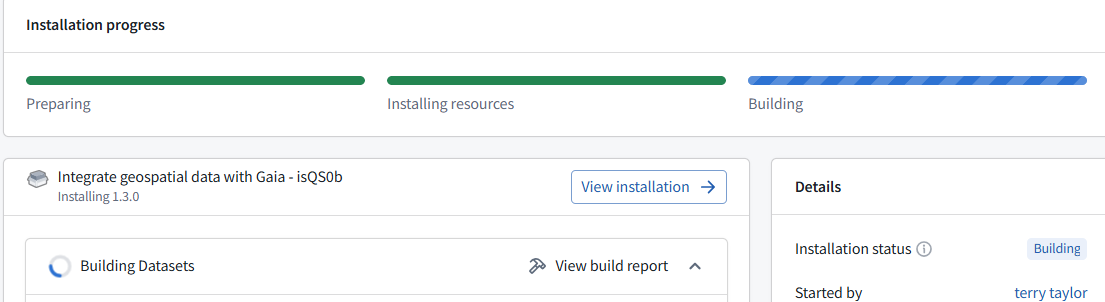 Installation progress
Preparing
Installing resources
Building
Integrate geospatial data with Gaia - isQS0b
Installing 1.3.0
View installation
Details
Building Datasets
View build report
Installation status
Building
Started by
terry taylor